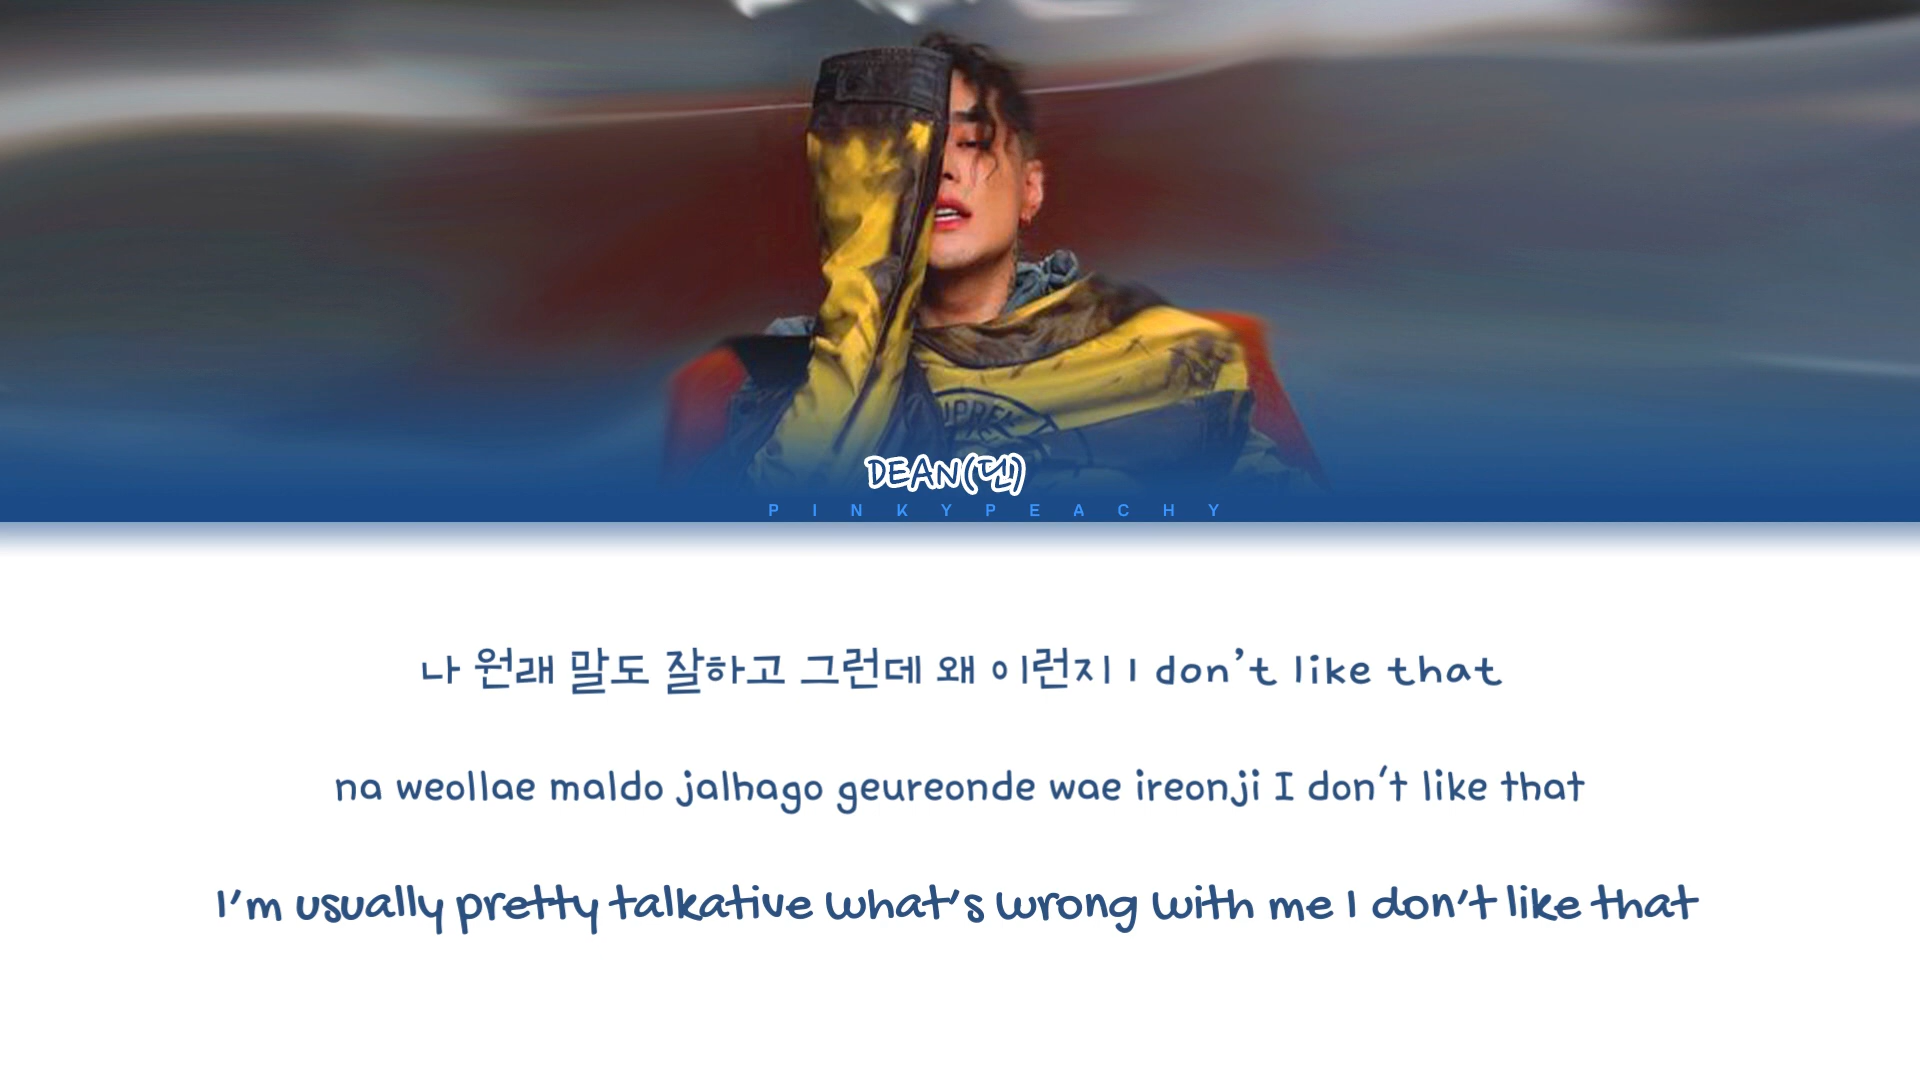 DEAN(딘)
PINKYPEACHY
나 원래 말도 잘하고 그런데 왜 이런지 I don’t like that
na weollae maldo jalhago geureonde wae ireonji I don't like that
I'm usually pretty talkative what's wrong with me I don't like that